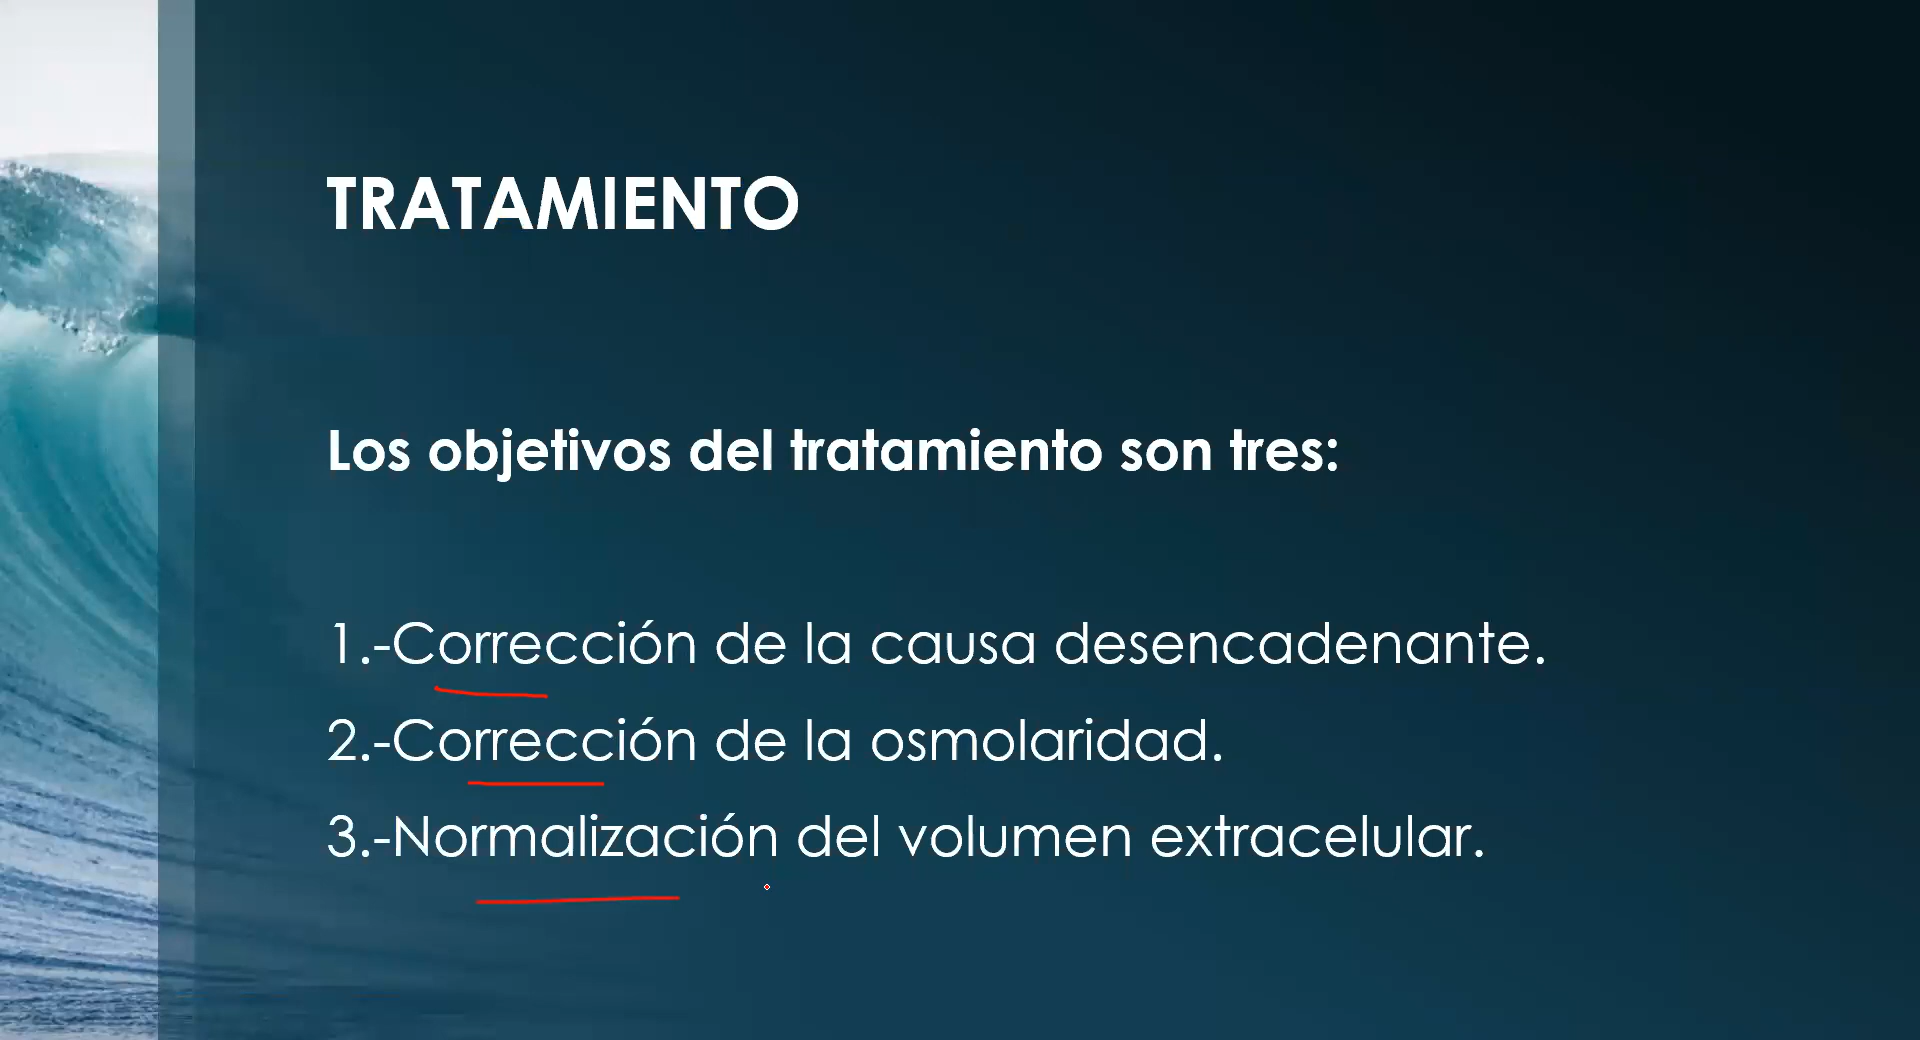 TRATAMIENTO
Los objetivos del tratamiento son tres:
1.-Corrección de la causa desencadenante.
2.-Corrección de la osmolaridad.
3.-Normalización del volumen extracelular.